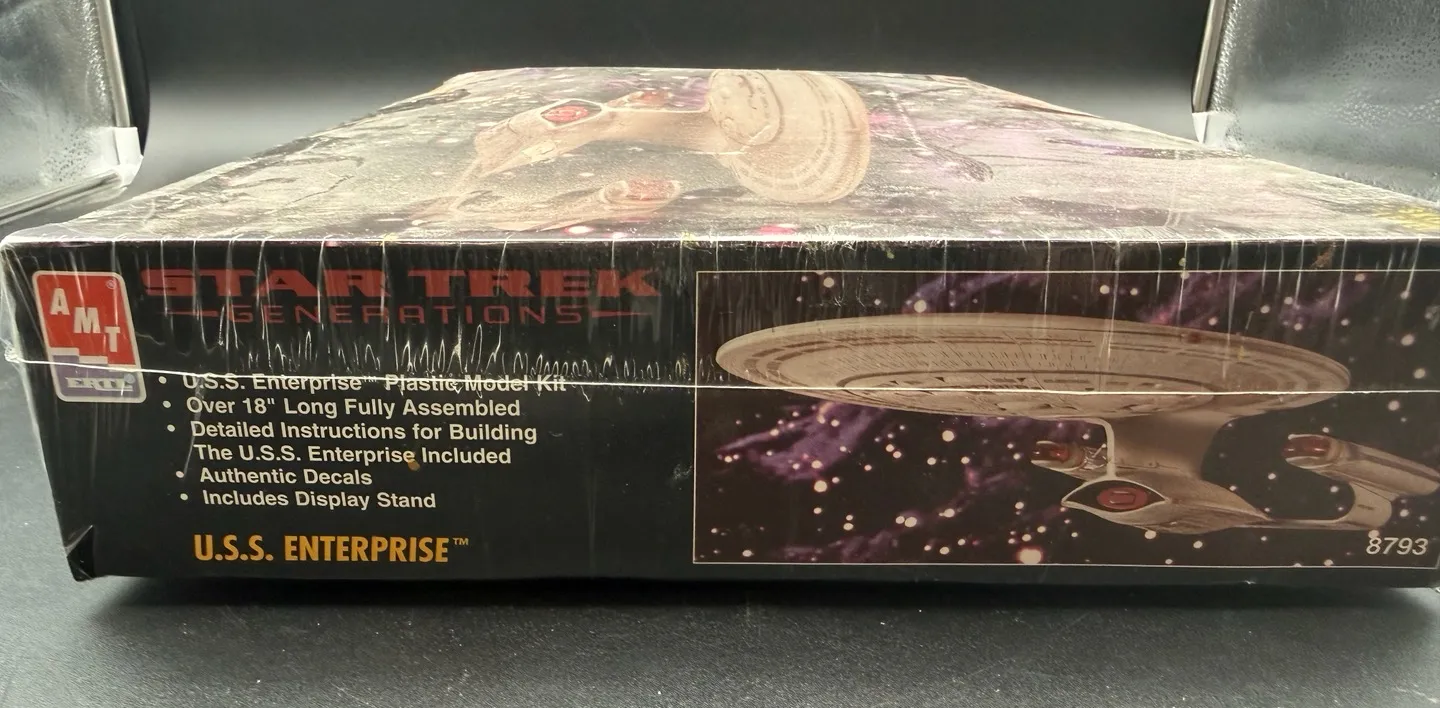 AMT®
ERTL®
STAR TREK
GENERATIONS
• U.S.S. Enterprise™ Plastic Model Kit
• Over 18" Long Fully Assembled
• Detailed Instructions for Building
The U.S.S. Enterprise Included
• Authentic Decals
• Includes Display Stand
U.S.S. ENTERPRISE™
8793